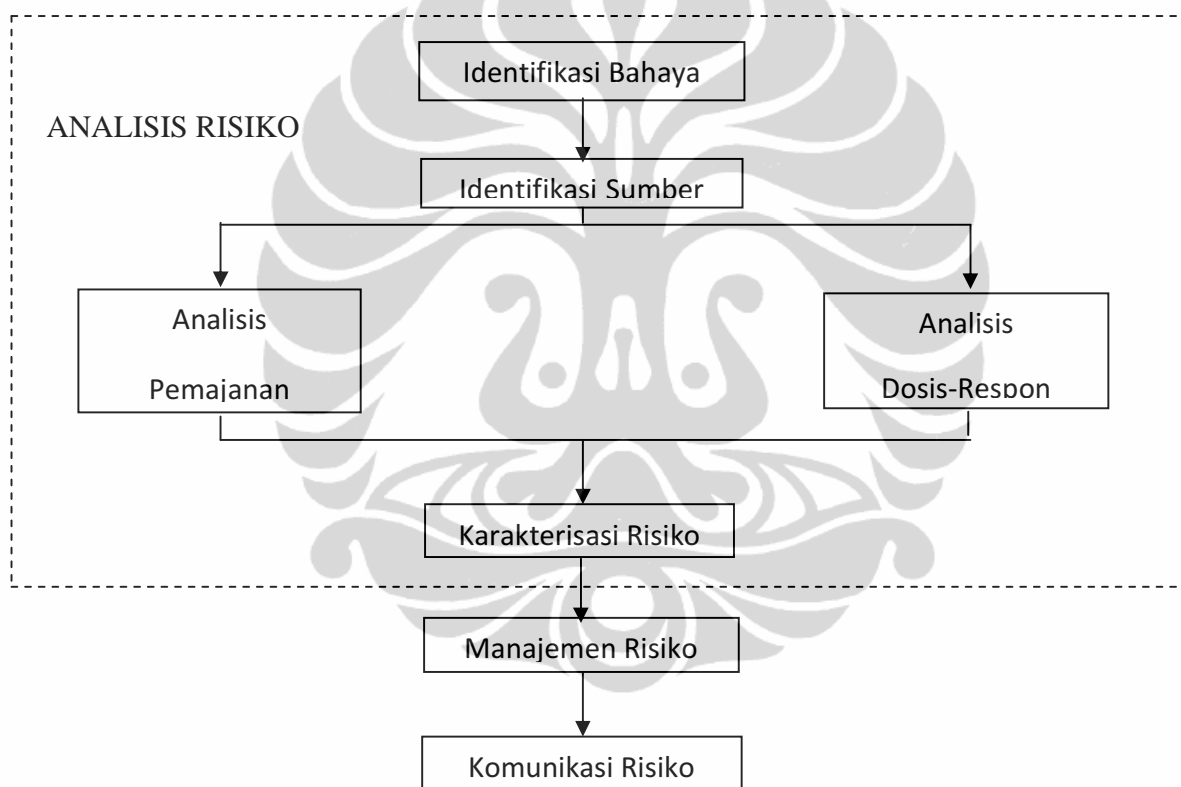 Identifikasi Bahaya
ANALISIS RISIKO
Identifikasi Sumber
Analisis
Pemajanan
Analisis
Dosis-Respon
Karakterisasi Risiko
Manajemen Risiko
Komunikasi Risiko